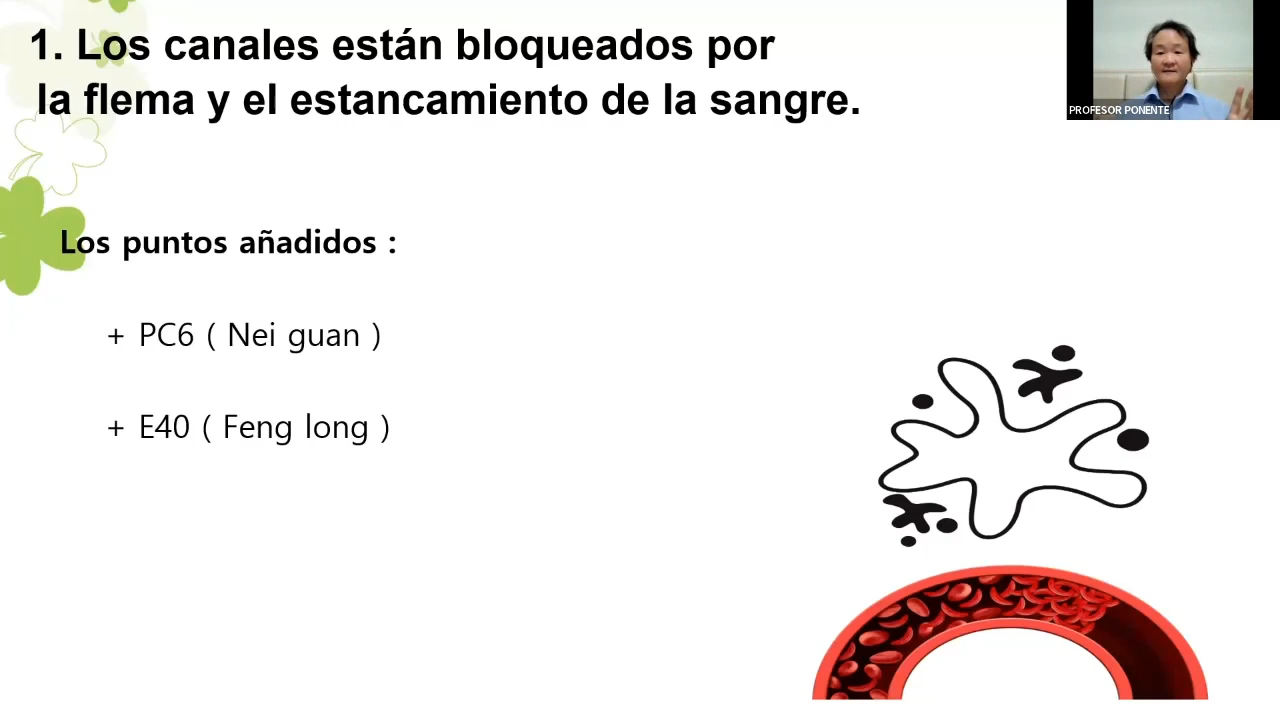 1. Los canales están bloqueados por
la flema y el estancamiento de la sangre.
PROFESOR PONENTE
Los puntos añadidos :
+ PC6 ( Nei guan )
+ E40 ( Feng long )